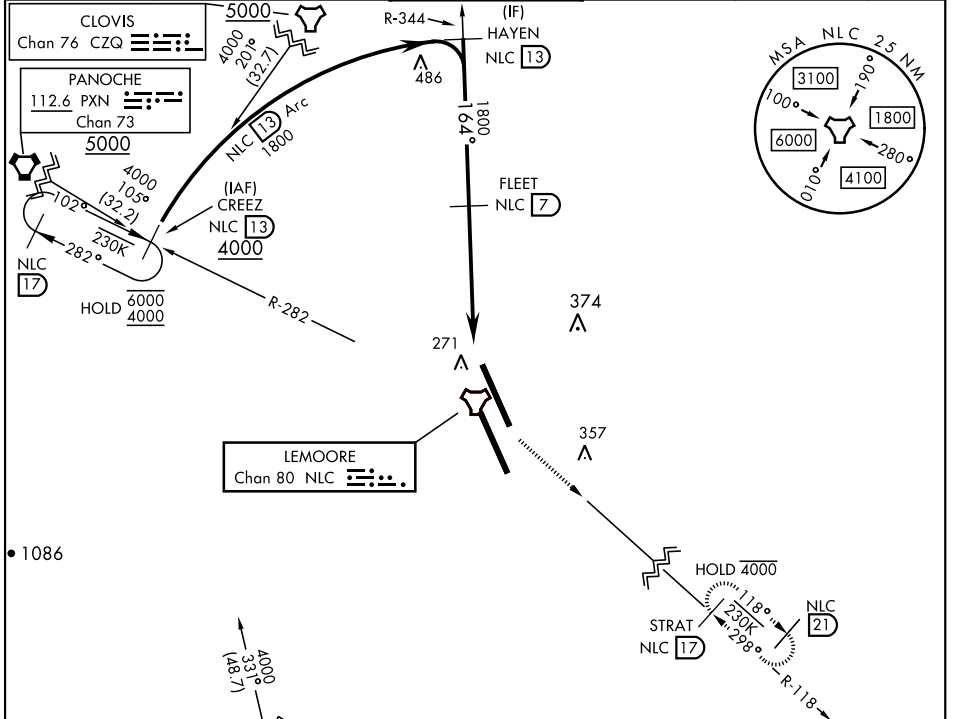 CLOVIS
Chan 76 CZQ
5000
PANOCHE
112.6 PXN
Chan 73
5000
4000
201°
(32.7)
R-344
(IF)
HAYEN
NLC 13
486
NLC 13 Arc
1800
1800
164°
MSA NLC 25 NM
3100
190°
100°
1800
6000
280°
010°
4100
4000
105°
(32.2)
102°
230K
282°
NLC
17
HOLD 6000
4000
(IAF)
CREEZ
NLC 13
4000
FLEET
NLC 7
R-282
374
271
357
LEMOORE
Chan 80 NLC
1086
HOLD 4000
118°
230K
298°
STRAT
NLC 17
NLC
21
R-118
4000
331°
(48.7)